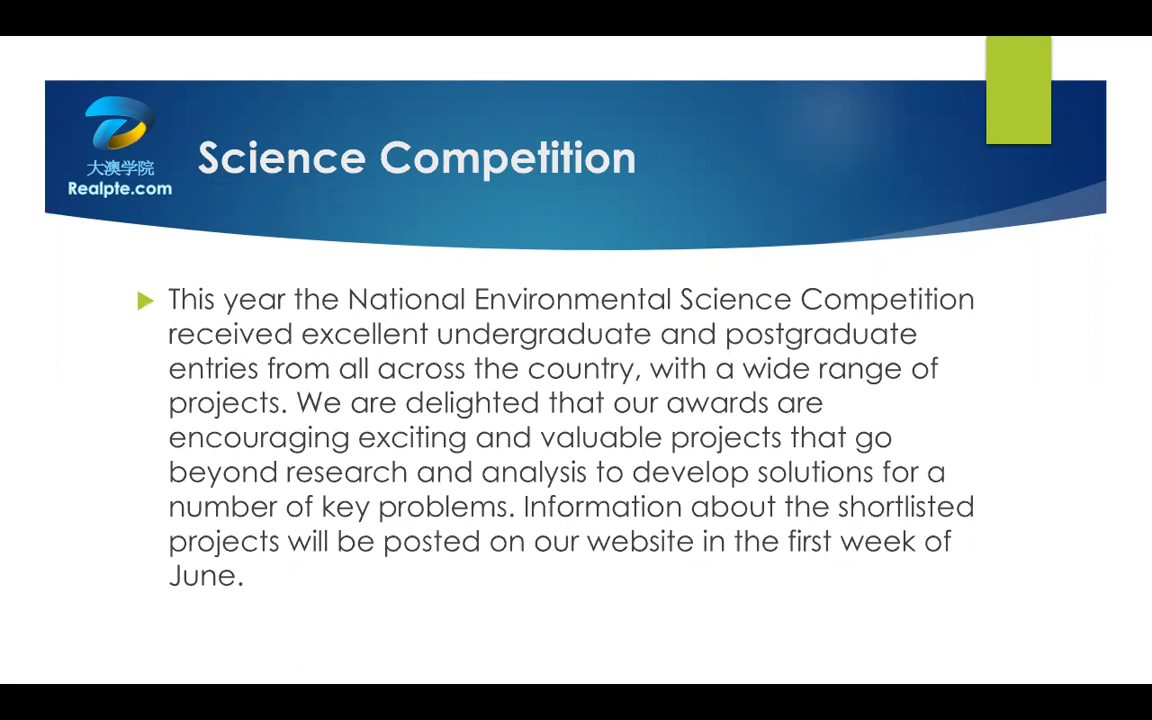 大澳学院
Realpte.com
Science Competition
This year the National Environmental Science Competition
received excellent undergraduate and postgraduate
entries from all across the country, with a wide range of
projects. We are delighted that our awards are
encouraging exciting and valuable projects that go
beyond research and analysis to develop solutions for a
number of key problems. Information about the shortlisted
projects will be posted on our website in the first week of
June.